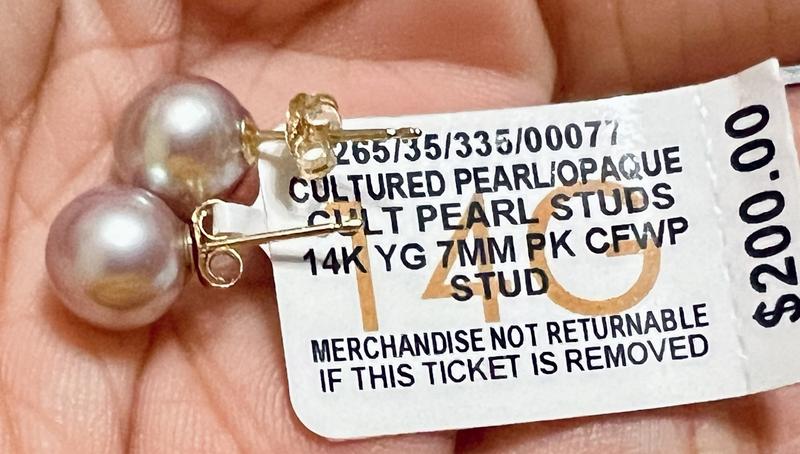 265/35/335/00077
CULTURED PEARL/OPAQUE
CULT PEARL STUDS
14K YG 7MM PK CFWP
STUD
14G
MERCHANDISE NOT RETURNABLE
IF THIS TICKET IS REMOVED
$200.00